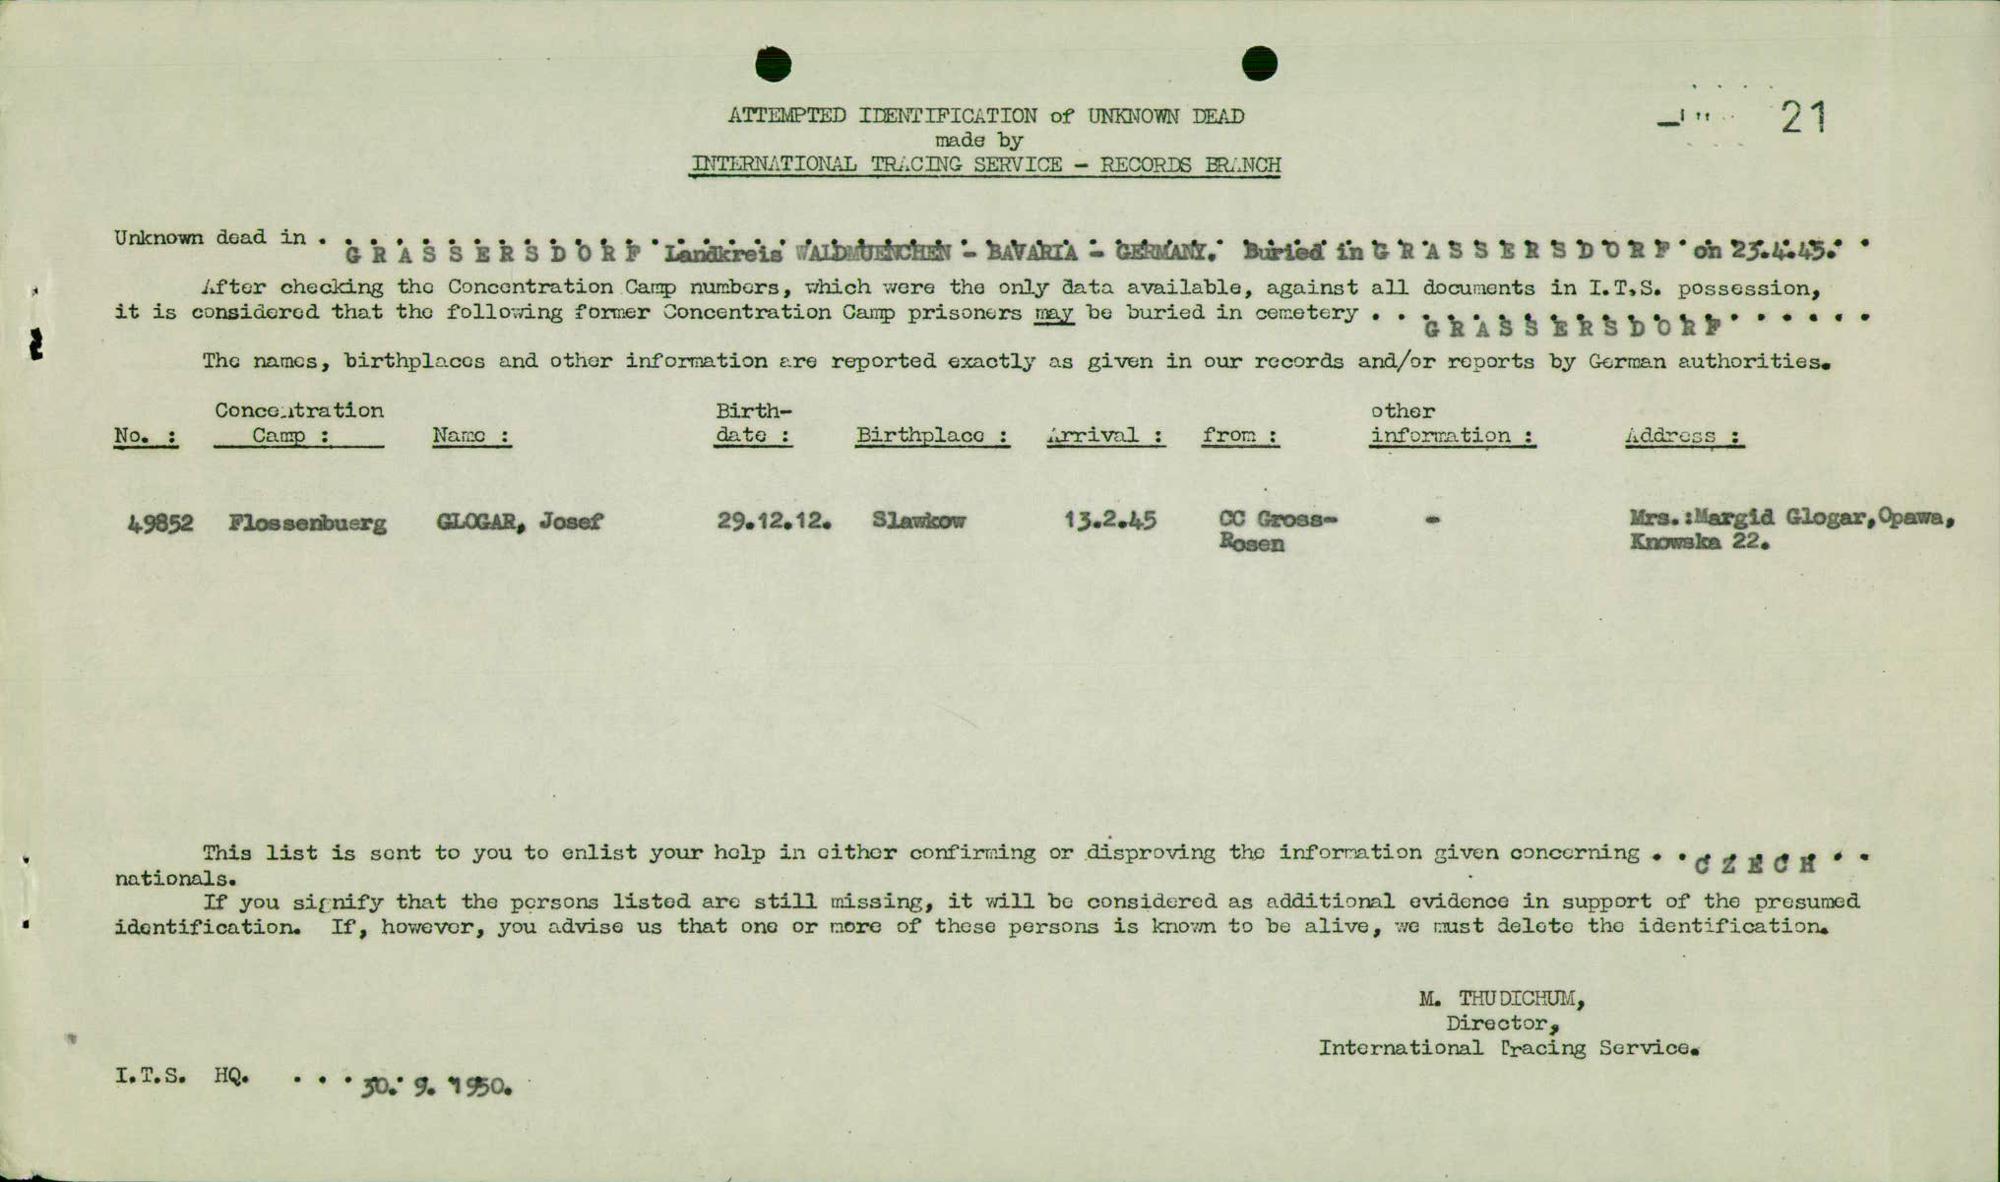 21
ATTEMPTED IDENTIFICATION of UNKNOWN DEAD
made by
INTERNATIONAL TRACING SERVICE - RECORDS BRANCH
Unknown dead in . GRASSERSDORF Landkreis WALDMUENCHEN - BAVARIA - GERMANY. Buried in GRASSERSDORF on 23.4.45.
After checking the Concentration Camp numbers, which were the only data available, against all documents in I.T.S. possession,
it is considered that the following former Concentration Camp prisoners may be buried in cemetery . . GRASSERSDORF . . . . . .
The names, birthplaces and other information are reported exactly as given in our records and/or reports by German authorities.
No. : Concentration Camp : Name : Birth-date : Birthplace : Arrival : from : other information : Address :
49852 Flossenbuerg GLOGAR, Josef 29.12.12. Slawkow 13.2.45 CC Gross- - Mrs.:Margid Glogar,Opawa,
Rosen Knowska 22.
This list is sent to you to enlist your help in either confirming or disproving the information given concerning . . CZECH . .
nationals.
If you signify that the persons listed are still missing, it will be considered as additional evidence in support of the presumed
identification. If, however, you advise us that one or more of these persons is known to be alive, we must delete the identification.
M. THUDICHUM,
Director,
International Tracing Service.
I.T.S. HQ. . . . 30. 9. 1950.